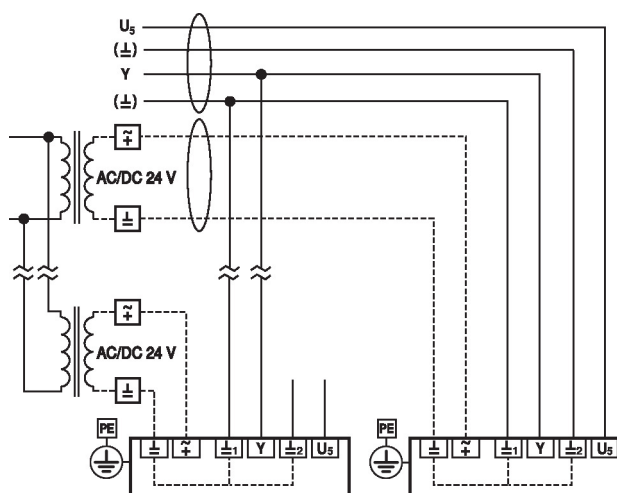 U₅
(⊥)
Y
(⊥)
~
+
AC/DC 24 V
⊥
~
+
AC/DC 24 V
⊥
PE
⊥ ~+ ⊥1 Y ⊥2 U₅
PE
⊥ ~+ ⊥1 Y ⊥2 U₅